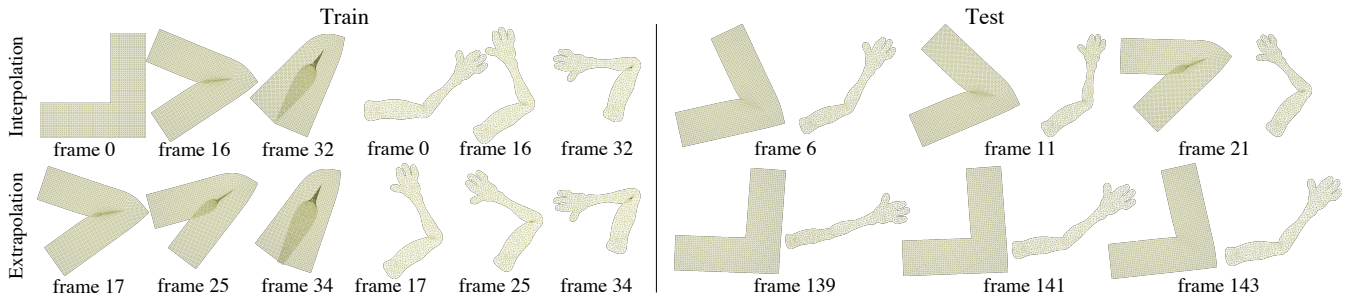 Train
Test
Interpolation
frame 0
frame 16
frame 32
frame 0
frame 16
frame 32
frame 6
frame 11
frame 21
Extrapolation
frame 17
frame 25
frame 34
frame 17
frame 25
frame 34
frame 139
frame 141
frame 143